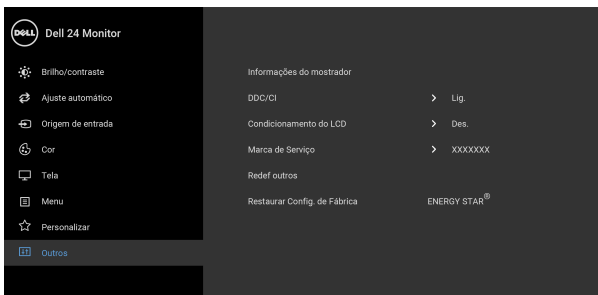 DELL Dell 24 Monitor
Brilho/contraste
Ajuste automático
Origem de entrada
Cor
Tela
Menu
Personalizar
Outros
Informações do mostrador
DDC/CI > Lig.
Condicionamento do LCD > Des.
Marca de Serviço > XXXXXXX
Redef outros
Restaurar Config. de Fábrica ENERGY STAR®